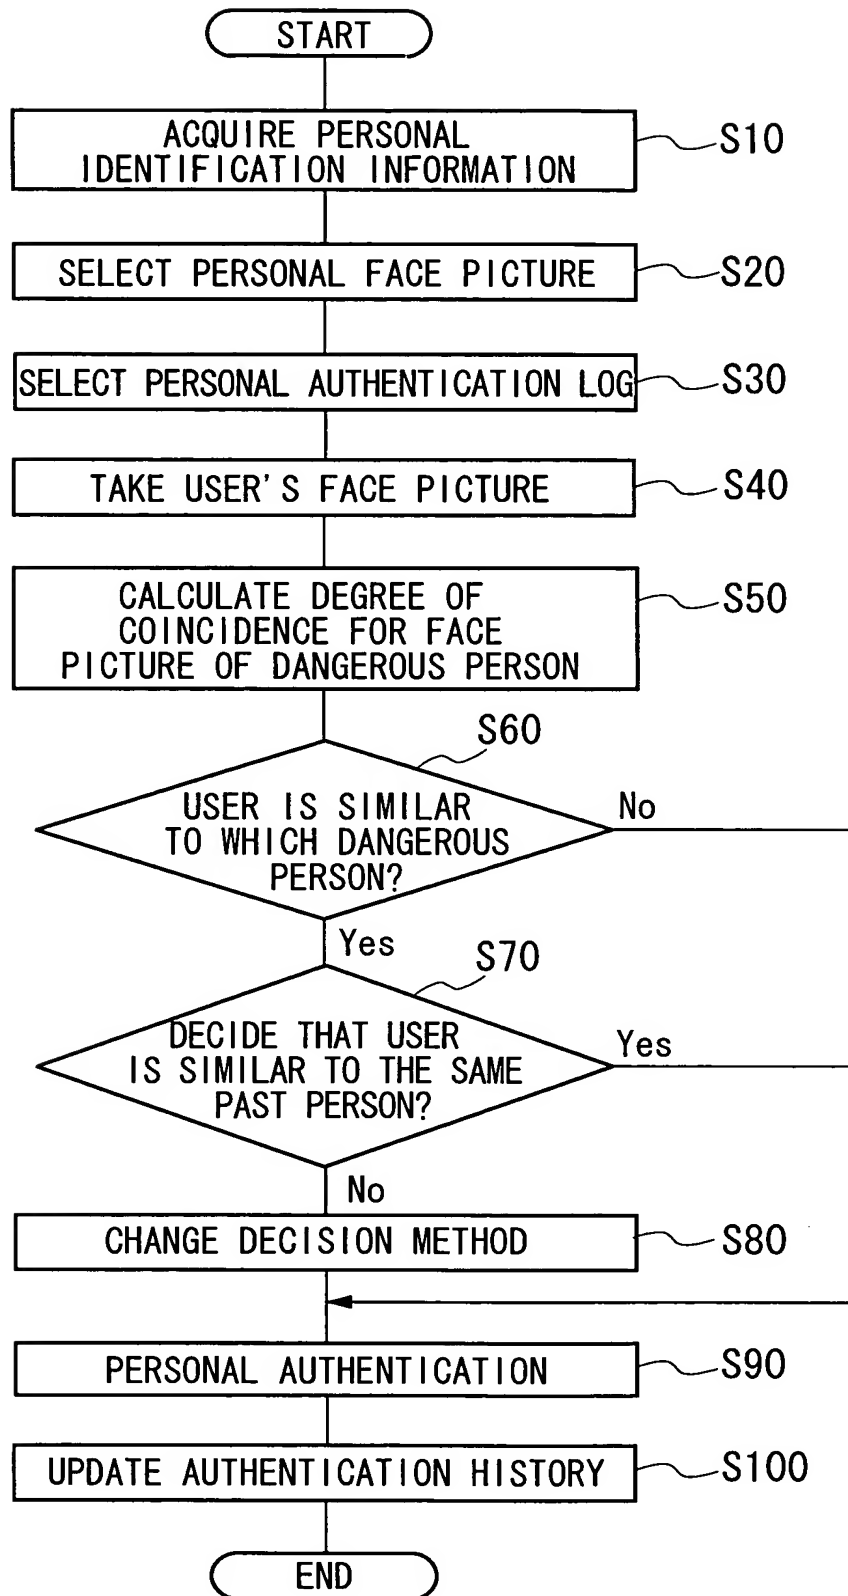 START
ACQUIRE PERSONAL
IDENTIFICATION INFORMATION
S10
SELECT PERSONAL FACE PICTURE
S20
SELECT PERSONAL AUTHENTICATION LOG
S30
TAKE USER'S FACE PICTURE
S40
CALCULATE DEGREE OF
COINCIDENCE FOR FACE
PICTURE OF DANGEROUS PERSON
S50
S60
USER IS SIMILAR
TO WHICH DANGEROUS
PERSON?
No
Yes
S70
DECIDE THAT USER
IS SIMILAR TO THE SAME
PAST PERSON?
Yes
No
CHANGE DECISION METHOD
S80
PERSONAL AUTHENTICATION
S90
UPDATE AUTHENTICATION HISTORY
S100
END